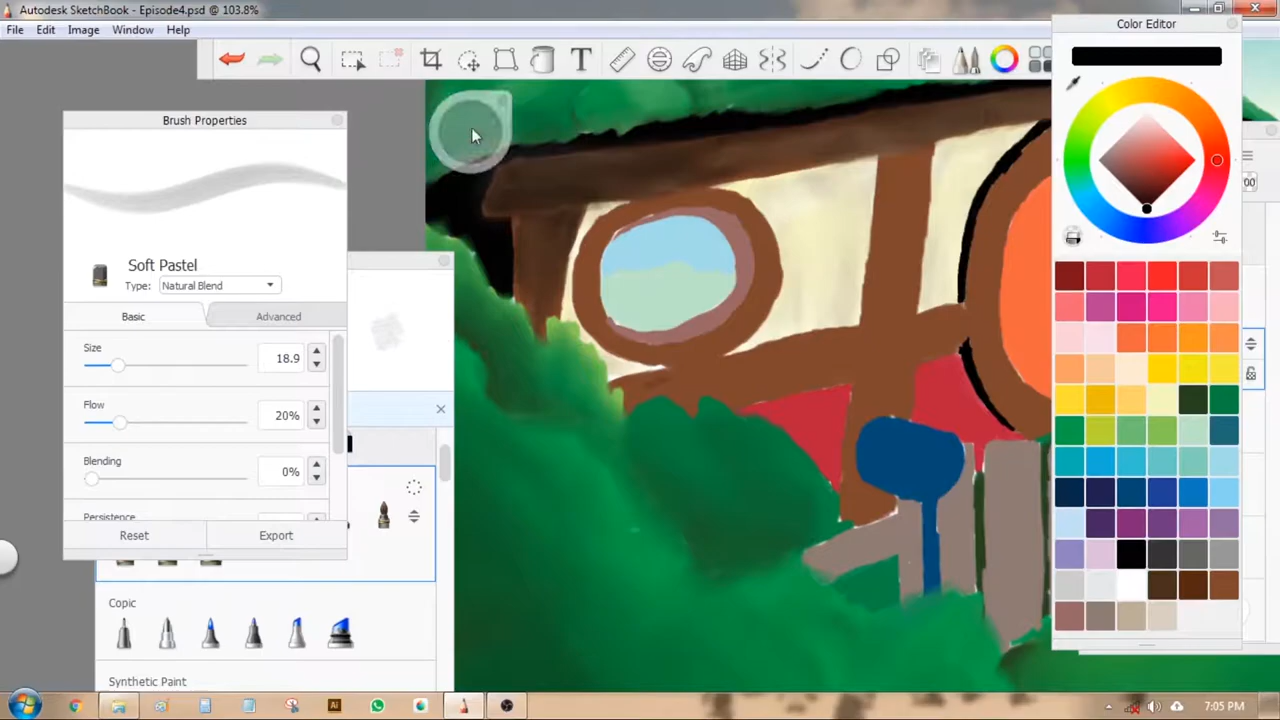 Autodesk SketchBook - Episode4.psd @ 103.8%
File Edit Image Window Help
Color Editor
Brush Properties
00
Soft Pastel
Type: Natural Blend
Basic Advanced
Size
18.9
Flow
20%
Blending
0%
Persistence
Reset Export
Copic
Synthetic Paint
7:05 PM